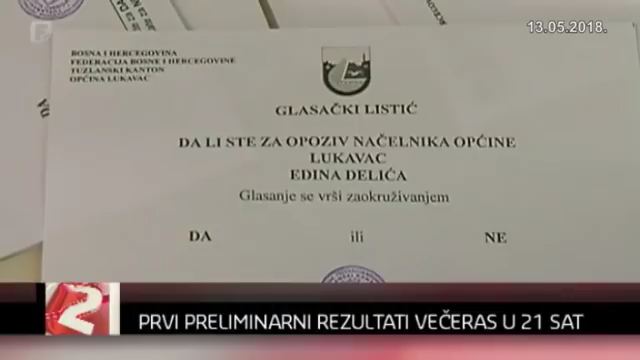 13.05.2018.
BOSNA I HERCEGOVINA
FEDERACIJA BOSNE I HERCEGOVINE
TUZLANSKI KANTON
OPĆINA LUKAVAC
GLASAČKI LISTIĆ
DA LI STE ZA OPOZIV NAČELNIKA OPĆINE
LUKAVAC
EDINA DELIĆA
Glasanje se vrši zaokruživanjem
DA ili NE
2
PRVI PRELIMINARNI REZULTATI VEČERAS U 21 SAT